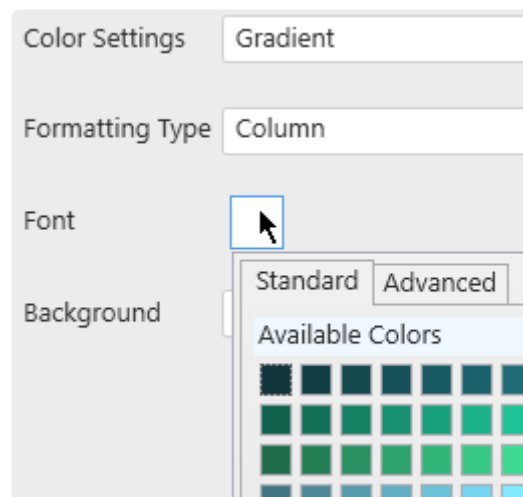 Color Settings Gradient
Formatting Type Column
Font
Standard Advanced
Background
Available Colors